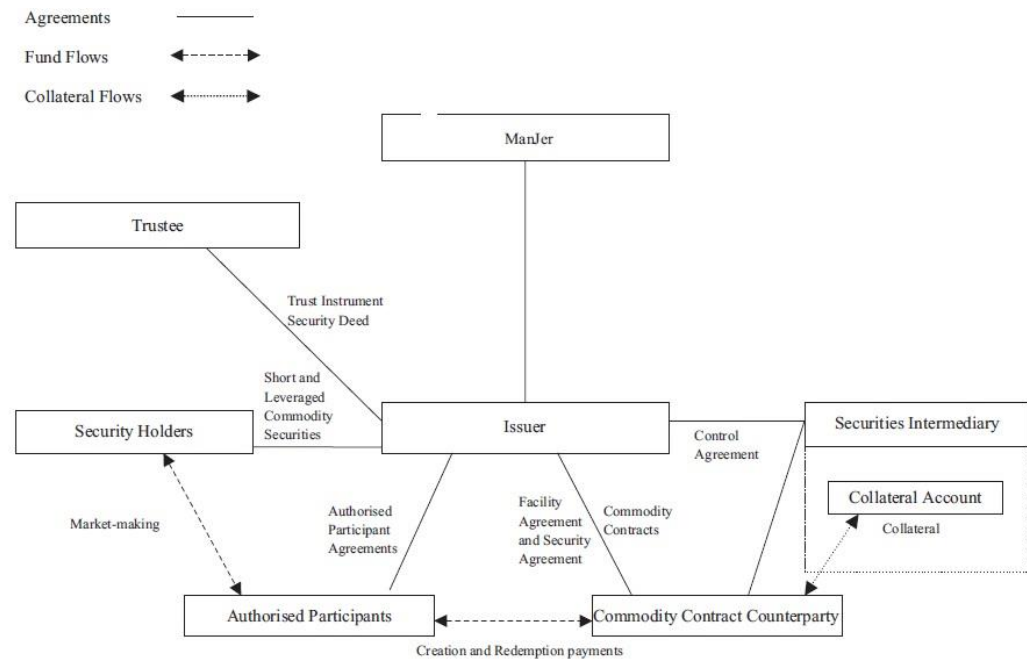 Agreements
Fund Flows
Collateral Flows
ManJer
Trustee
Trust Instrument
Security Deed
Short and
Leveraged
Commodity
Securities
Security Holders
Issuer
Control
Agreement
Securities Intermediary
Collateral Account
Collateral
Market-making
Authorised
Participant
Agreements
Facility
Agreement
and Security
Agreement
Commodity
Contracts
Authorised Participants
Commodity Contract Counterparty
Creation and Redemption payments